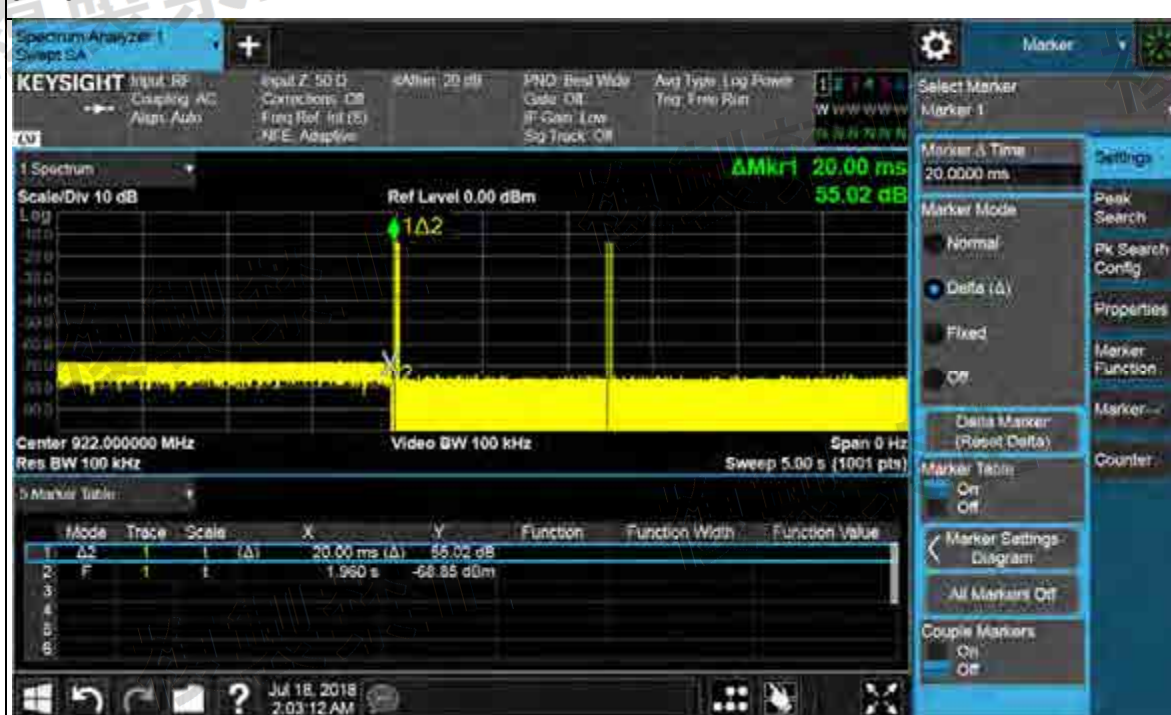 Spectrum Analyzer 1
Swept SA
+
Marker
KEYSIGHT Input: RF
Coupling: AC
Align: Auto
Input Z: 50 Ω
Corrections: Off
Freq Ref: Int (S)
NFE: Adaptive
#Atten: 20 dB
PNO: Best Wide
Gate: Off
IF Gain: Low
Sig Track: Off
Avg Type: Log Power
Trig: Free Run
W W W W W W
N N N N N N
Select Marker
Marker 1
Marker Δ Time
20.0000 ms
Marker Mode
Normal
Delta (Δ)
Fixed
Off
Delta Marker
(Reset Delta)
Marker Table
On
Off
Marker Settings
Diagram
All Markers Off
Couple Markers
On
Off
Settings
Peak
Search
Pk Search
Config
Properties
Marker
Function
Marker→
Counter
1 Spectrum
ΔMkr1 20.00 ms
55.02 dB
Scale/Div 10 dB
Ref Level 0.00 dBm
Log
1Δ2
Center 922.000000 MHz
Video BW 100 kHz
Span 0 Hz
Res BW 100 kHz
Sweep 5.00 s (1001 pts)
5 Marker Table
Mode Trace Scale X Y Function Function Width Function Value
1 Δ2 1 t (Δ) 20.00 ms (Δ) 55.02 dB
2 F 1 t 1.960 s -68.85 dBm
3
4
5
6
?
Jul 18, 2018
2:03:12 AM